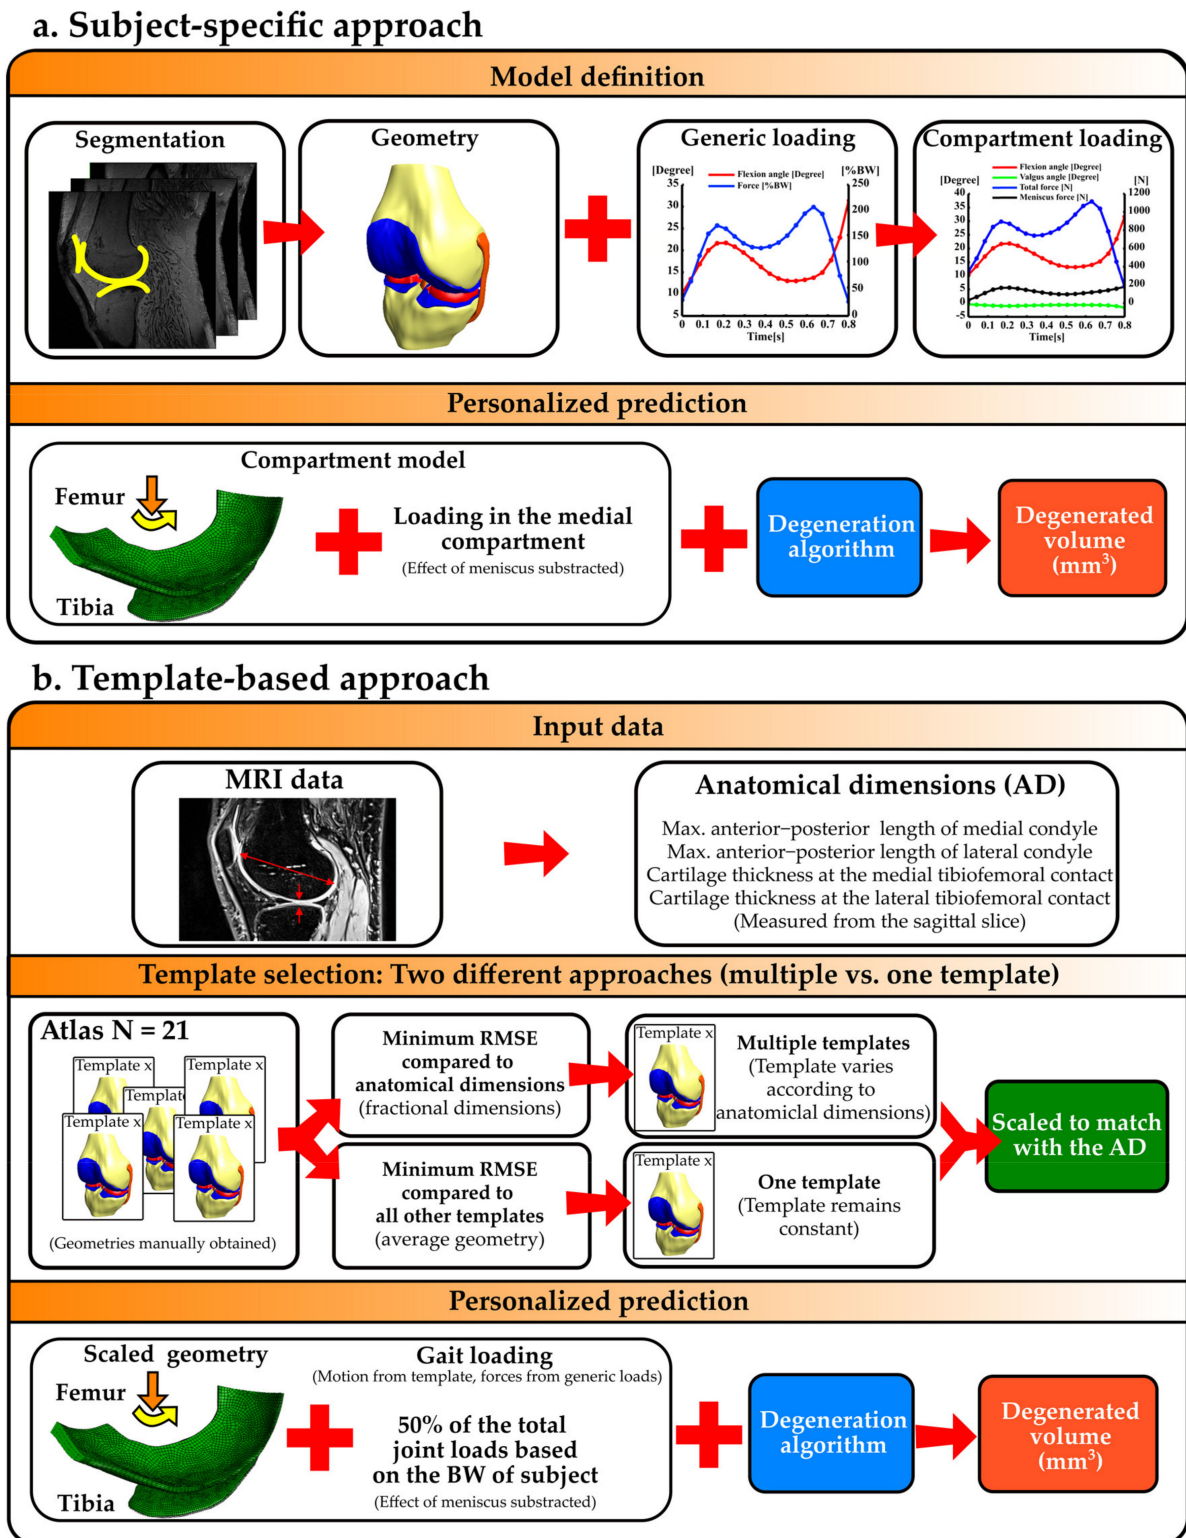 a. Subject-specific approach
Model definition
Segmentation
Geometry
Generic loading
[Degree]
[%BW]
Flexion angle [Degree]
Force [%BW]
35
30
25
20
15
10
5
250
200
150
100
50
0
0 0.1 0.2 0.3 0.4 0.5 0.6 0.7 0.8
Time[s]
Compartment loading
Flexion angle [Degree]
Valgus angle [Degree]
Total force [N]
Meniscus force [N]
[Degree]
[N]
40
35
30
25
20
15
10
5
0
-5
1200
1000
800
600
400
200
0
0 0.1 0.2 0.3 0.4 0.5 0.6 0.7 0.8
Time[s]
Personalized prediction
Compartment model
Femur
Tibia
Loading in the medial
compartment
(Effect of meniscus substracted)
Degeneration
algorithm
Degenerated
volume
(mm³)
b. Template-based approach
Input data
MRI data
Anatomical dimensions (AD)
Max. anterior–posterior length of medial condyle
Max. anterior–posterior length of lateral condyle
Cartilage thickness at the medial tibiofemoral contact
Cartilage thickness at the lateral tibiofemoral contact
(Measured from the sagittal slice)
Template selection: Two different approaches (multiple vs. one template)
Atlas N = 21
Template x
Template x
Template
Template x
Template x
(Geometries manually obtained)
Minimum RMSE
compared to
anatomical dimensions
(fractional dimensions)
Template x
Multiple templates
(Template varies
according to
anatomiclal dimensions)
Minimum RMSE
compared to
all other templates
(average geometry)
Template x
One template
(Template remains
constant)
Scaled to match
with the AD
Personalized prediction
Scaled geometry
Femur
Tibia
Gait loading
(Motion from template, forces from generic loads)
50% of the total
joint loads based
on the BW of subject
(Effect of meniscus substracted)
Degeneration
algorithm
Degenerated
volume
(mm³)